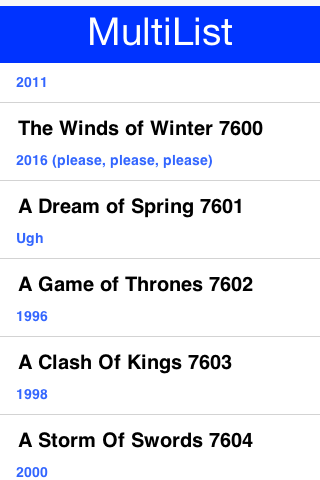 MultiList
2011
The Winds of Winter 7600
2016 (please, please, please)
A Dream of Spring 7601
Ugh
A Game of Thrones 7602
1996
A Clash Of Kings 7603
1998
A Storm Of Swords 7604
2000